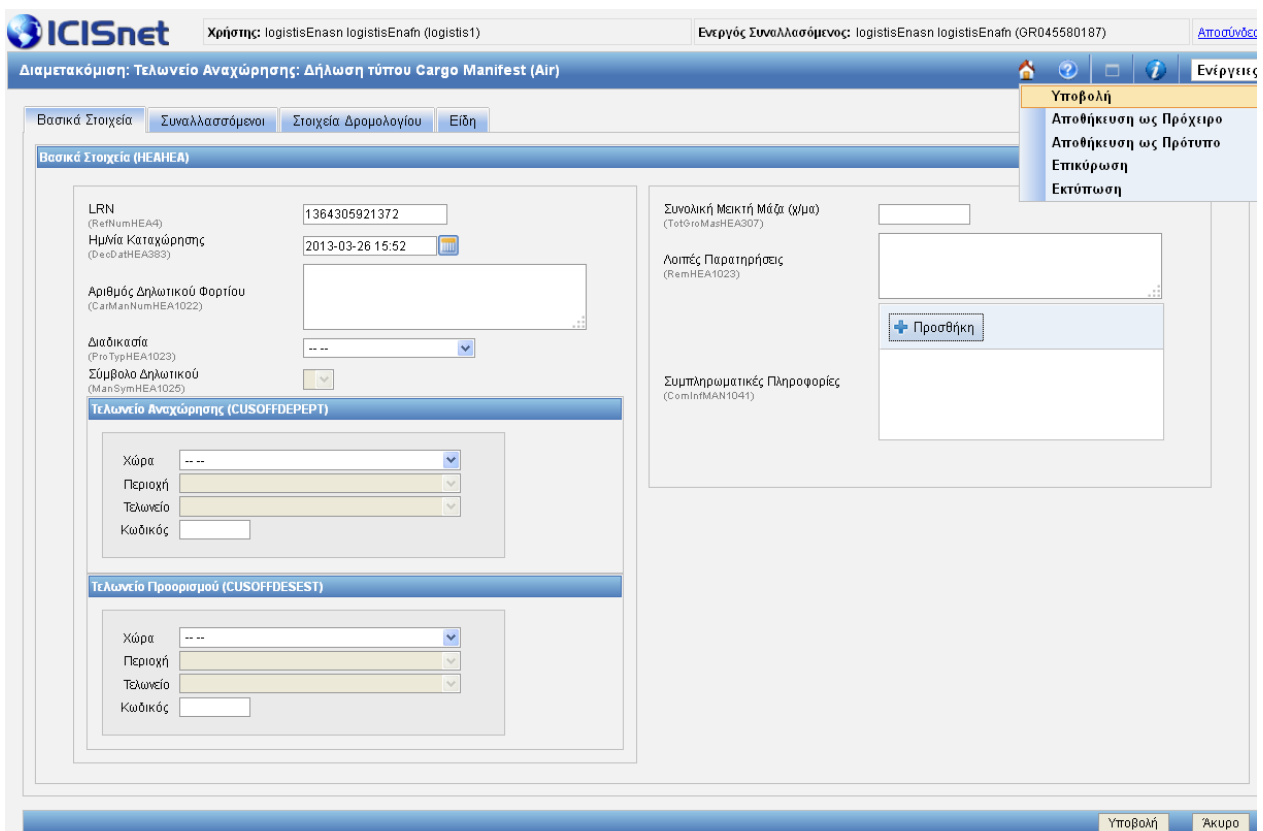 ICISnet
Χρήστης: logistisEnasn logistisEnafn (logistis1)
Ενεργός Συναλλασόμενος: logistisEnasn logistisEnafn (GR045580187)
Αποσύνδεσ
Διαμετακόμιση: Τελωνείο Αναχώρησης: Δήλωση τύπου Cargo Manifest (Air)
Ενέργειες
Υποβολή
Αποθήκευση ως Πρόχειρο
Αποθήκευση ως Πρότυπο
Επικύρωση
Εκτύπωση
Βασικά Στοιχεία
Συναλλασσόμενοι
Στοιχεία Δρομολογίου
Είδη
Βασικά Στοιχεία (HEAHEA)
LRN
(RefNumHEA4)
1364305921372
Ημ/νία Καταχώρησης
(DecDatHEA383)
2013-03-26 15:52
Αριθμός Δηλωτικού Φορτίου
(CarManNumHEA1022)
Διαδικασία
(ProTypHEA1023)
-- --
Σύμβολο Δηλωτικού
(ManSymHEA1025)
Τελωνείο Αναχώρησης (CUSOFFDEPEPT)
Χώρα
-- --
Περιοχή
Τελωνείο
Κωδικός
Τελωνείο Προορισμού (CUSOFFDESEST)
Χώρα
-- --
Περιοχή
Τελωνείο
Κωδικός
Συνολική Μεικτή Μάζα (χ/μα)
(TotGroMasHEA307)
Λοιπές Παρατηρήσεις
(RemHEA1023)
Προσθήκη
Συμπληρωματικές Πληροφορίες
(ComInfMAN1041)
Υποβολή
Άκυρο